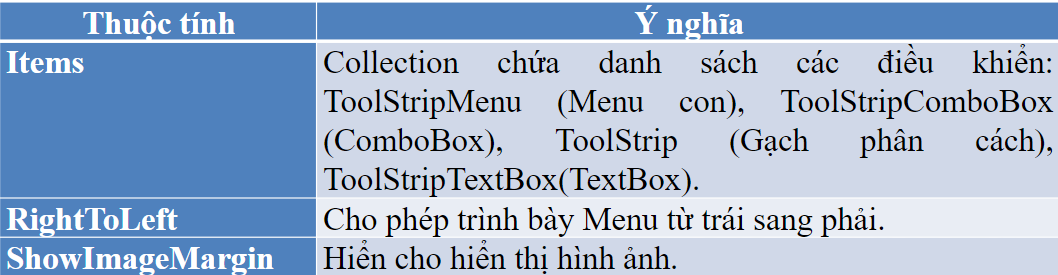 Thuộc tính Ý nghĩa
Items Collection chứa danh sách các điều khiển:
ToolStripMenu (Menu con), ToolStripComboBox
(ComboBox), ToolStrip (Gạch phân cách),
ToolStripTextBox(TextBox).
RightToLeft Cho phép trình bày Menu từ trái sang phải.
ShowImageMargin Hiển cho hiển thị hình ảnh.